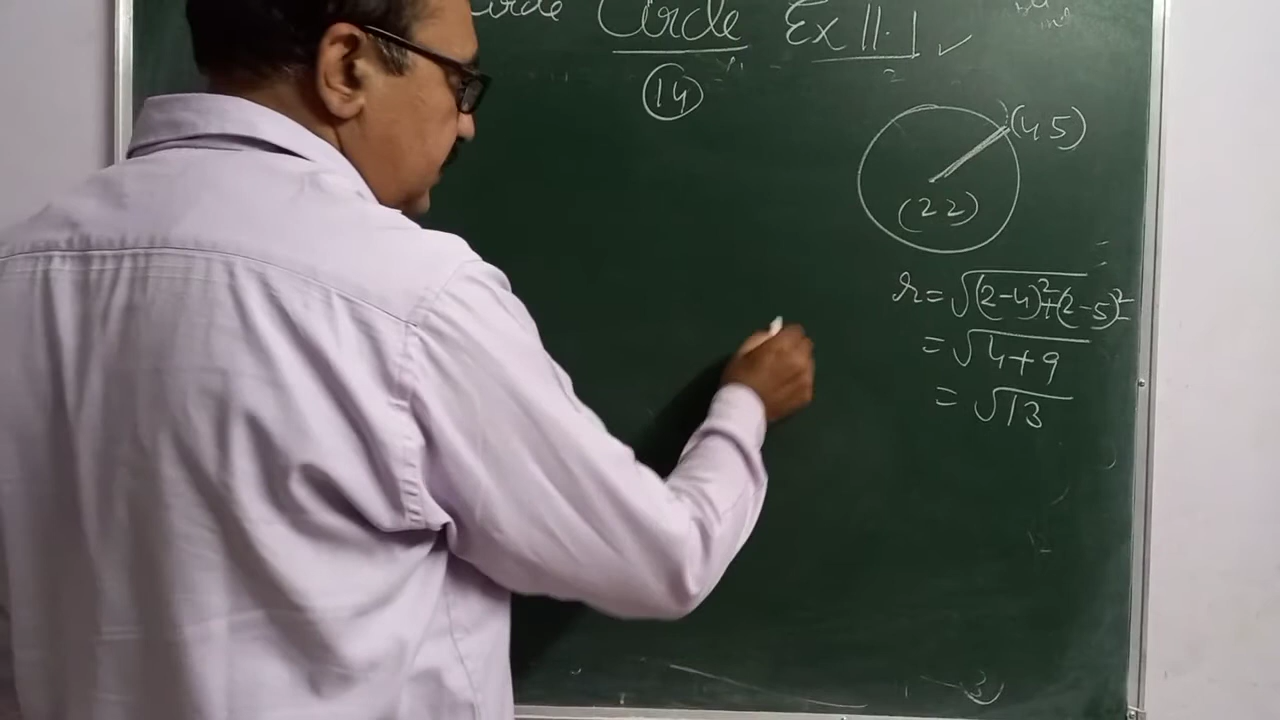 Circle Ex 11.1 ✓
14
(4 5)
(2 2)
r = √(2-4)²+(2-5)²
= √4+9
= √13